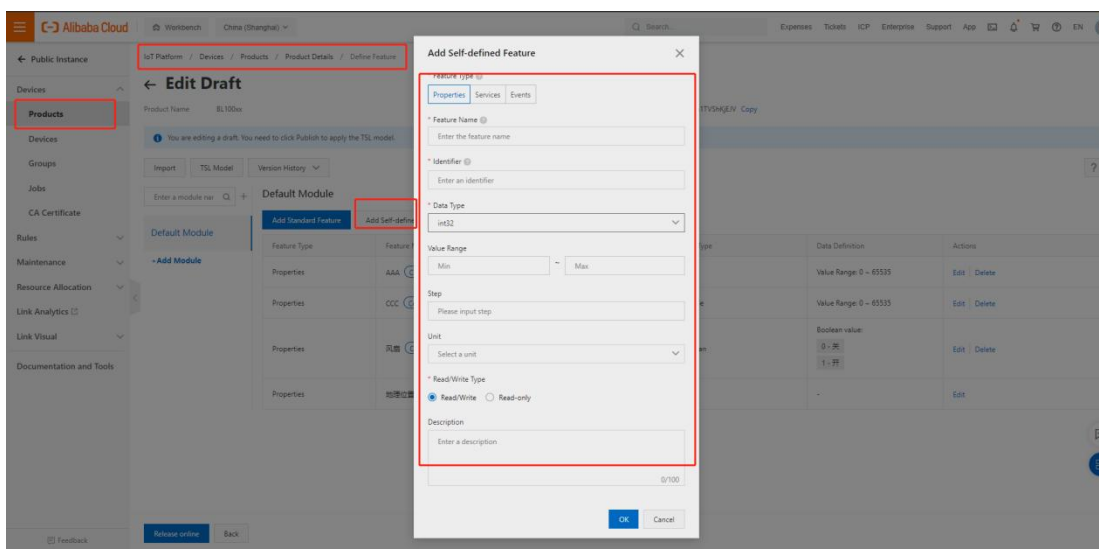 Alibaba Cloud
Workbench
China (Shanghai)
Search...
Expenses Tickets ICP Enterprise Support App EN
Public Instance
Devices
Products
Devices
Groups
Jobs
CA Certificate
Rules
Maintenance
Resource Allocation
Link Analytics
Link Visual
Documentation and Tools
Feedback
IoT Platform / Devices / Products / Product Details / Define Feature
← Edit Draft
Product Name BL100xx
Copy
You are editing a draft. You need to click Publish to apply the TSL model.
Import TSL Model Version History
Enter a module nar
Default Module
+Add Module
Default Module
Add Standard Feature Add Self-define
Feature Type Feature Data Definition Actions
Properties AAA Value Range: 0 ~ 65535 Edit Delete
Properties CCC Value Range: 0 ~ 65535 Edit Delete
Properties 风扇 Boolean value: 0 - 关 1 - 开 Edit Delete
Properties 地理位置 - Edit
Release online Back
Add Self-defined Feature
Feature Type
Properties Services Events
* Feature Name
Enter the feature name
* Identifier
Enter an identifier
* Data Type
int32
Value Range
Min ~ Max
Step
Please input step
Unit
Select a unit
* Read/Write Type
Read/Write Read-only
Description
Enter a description
0/100
OK Cancel